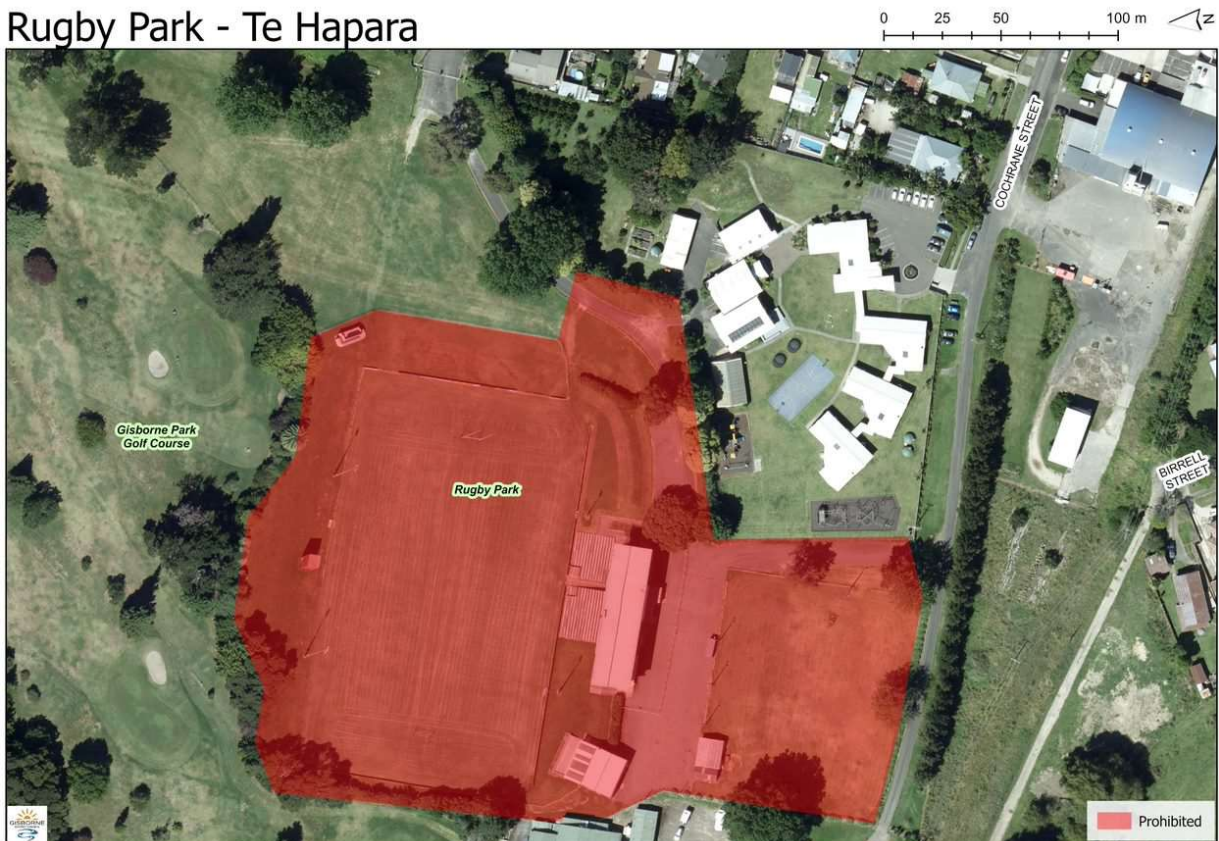 Rugby Park - Te Hapara
0 25 50 100 m
N
COCHRANE STREET
Gisborne Park
Golf Course
Rugby Park
BIRRELL
STREET
GISBORNE
Prohibited